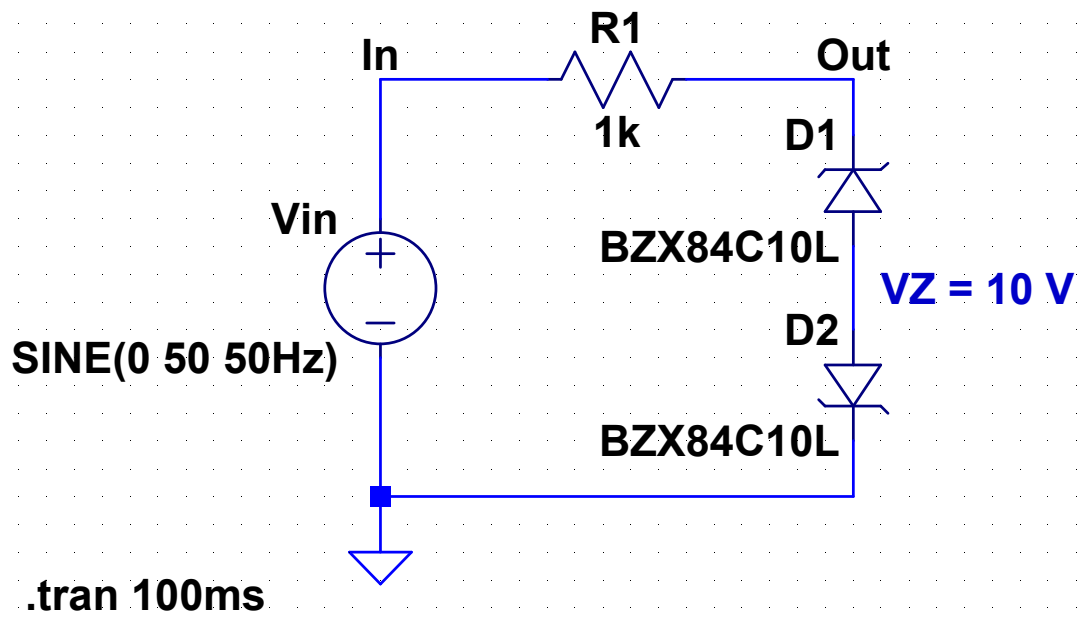 R1
In
Out
1k
D1
Vin
BZX84C10L
VZ = 10 V
D2
SINE(0 50 50Hz)
BZX84C10L
.tran 100ms